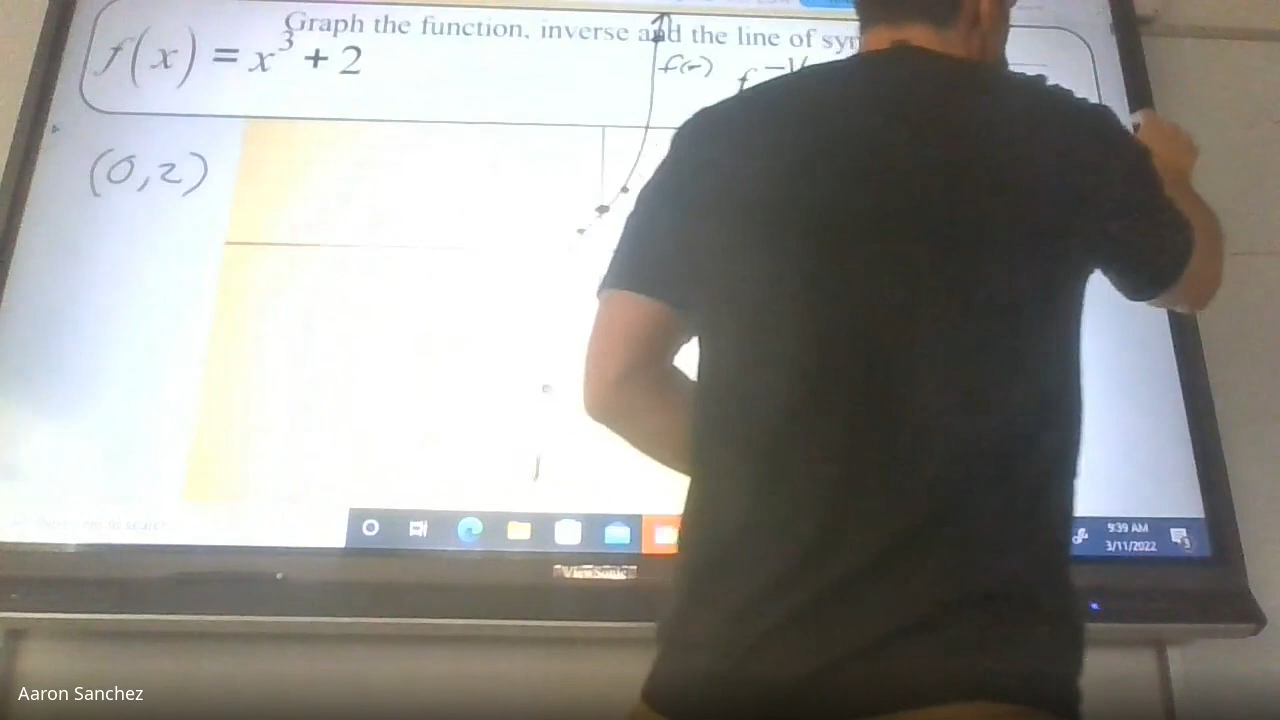 Graph the function, inverse and the line of
f(x) = x³ + 2
f(x) f⁻¹
(0,2)
9:39 AM
3/11/2022
ViewSonic
Aaron Sanchez